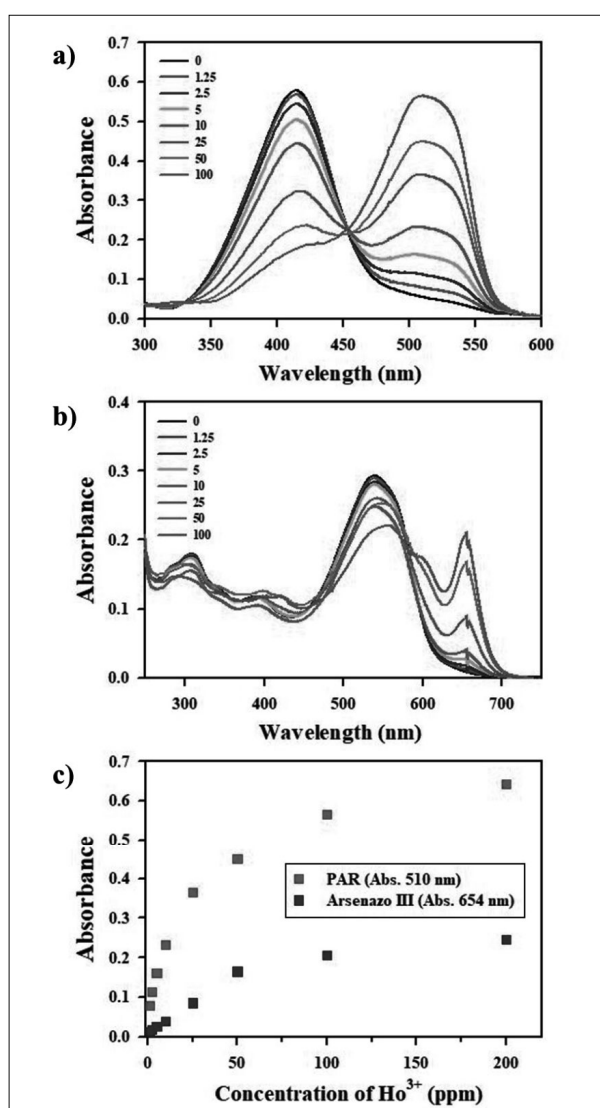 a)
0.7
0.6
0.5
0.4
0.3
0.2
0.1
0.0
Absorbance
0
1.25
2.5
5
10
25
50
100
300 350 400 450 500 550 600
Wavelength (nm)
b)
0.4
0.3
0.2
0.1
0.0
Absorbance
0
1.25
2.5
5
10
25
50
100
300 400 500 600 700
Wavelength (nm)
c)
0.7
0.6
0.5
0.4
0.3
0.2
0.1
0.0
Absorbance
PAR (Abs. 510 nm)
Arsenazo III (Abs. 654 nm)
0 50 100 150 200
Concentration of Ho³⁺ (ppm)